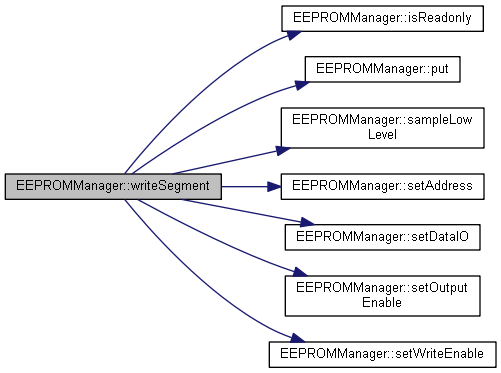 EEPROMManager::isReadonly
EEPROMManager::put
EEPROMManager::sampleLow
Level
EEPROMManager::writeSegment
EEPROMManager::setAddress
EEPROMManager::setDataIO
EEPROMManager::setOutput
Enable
EEPROMManager::setWriteEnable